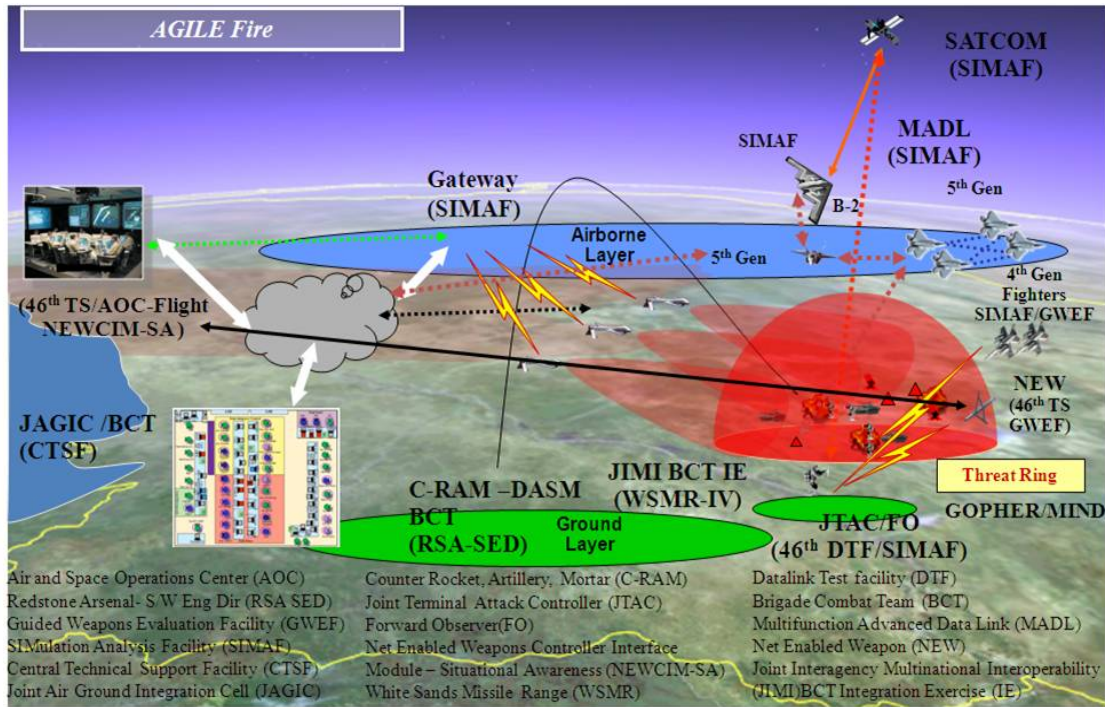 AGILE Fire
SATCOM
(SIMAF)
SIMAF
MADL
(SIMAF)
5th Gen
Gateway
(SIMAF)
B-2
Airborne
Layer
5th Gen
4th Gen
Fighters
SIMAF/GWEF
(46th TS/AOC-Flight
NEWCIM-SA)
NEW
(46th TS
GWEF)
JAGIC /BCT
(CTSF)
JIMI BCT IE
(WSMR-IV)
Threat Ring
C-RAM –DASM
BCT
(RSA-SED)
Ground
Layer
GOPHER/MIND
JTAC/FO
(46th DTF/SIMAF)
Air and Space Operations Center (AOC)
Redstone Arsenal- S/W Eng Dir (RSA SED)
Guided Weapons Evaluation Facility (GWEF)
SIMulation Analysis Facility (SIMAF)
Central Technical Support Facility (CTSF)
Joint Air Ground Integration Cell (JAGIC)
Counter Rocket, Artillery, Mortar (C-RAM)
Joint Terminal Attack Controller (JTAC)
Forward Observer(FO)
Net Enabled Weapons Controller Interface
Module – Situational Awareness (NEWCIM-SA)
White Sands Missile Range (WSMR)
Datalink Test facility (DTF)
Brigade Combat Team (BCT)
Multifunction Advanced Data Link (MADL)
Net Enabled Weapon (NEW)
Joint Interagency Multinational Interoperability
(JIMI)BCT Integration Exercise (IE)